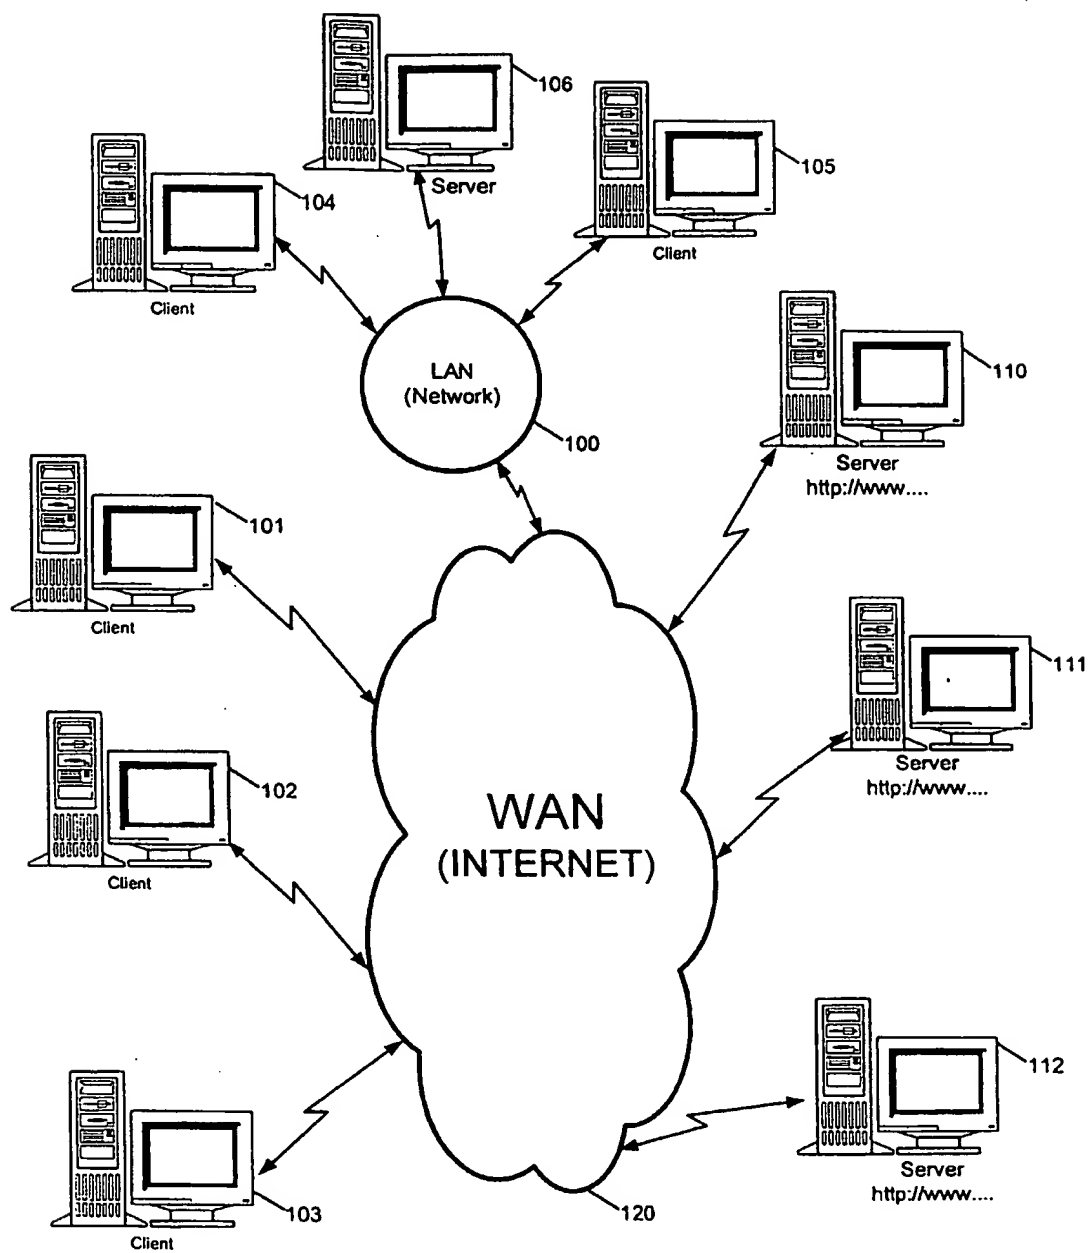 106
Server
105
Client
104
Client
LAN
(Network)
100
110
Server
http://www....
101
Client
111
Server
http://www....
102
Client
WAN
(INTERNET)
112
Server
http://www....
103
Client
120